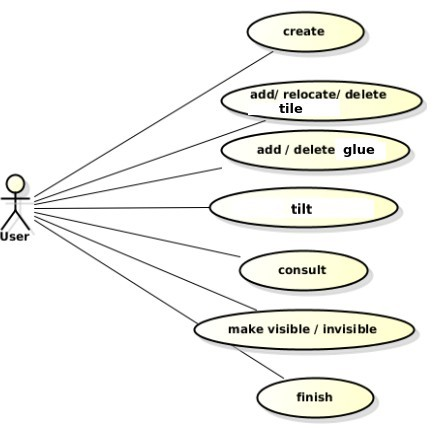 create
add/ relocate/ delete
tile
add / delete glue
User
tilt
consult
make visible / invisible
finish